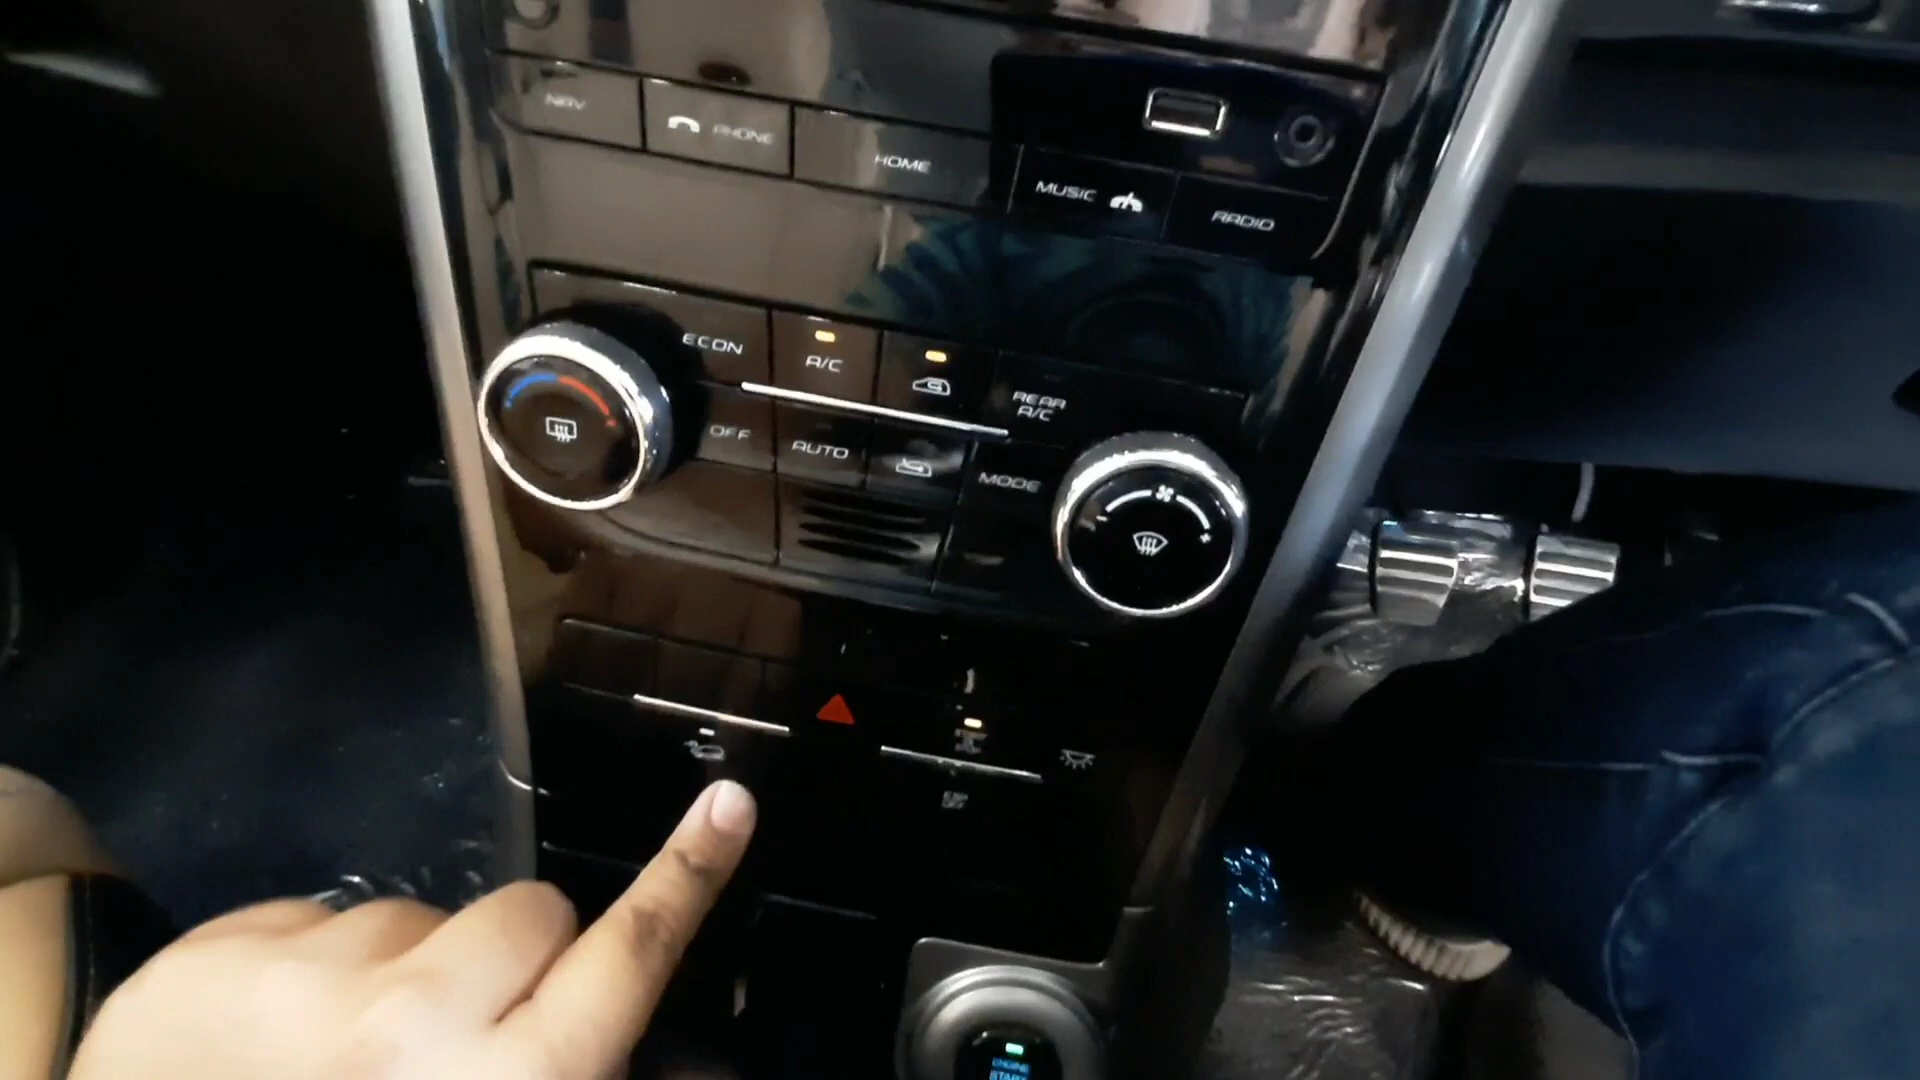 NAV
PHONE
HOME
MUSIC
RADIO
ECON
A/C
REAR
A/C
OFF
AUTO
MODE
ENGINE
START